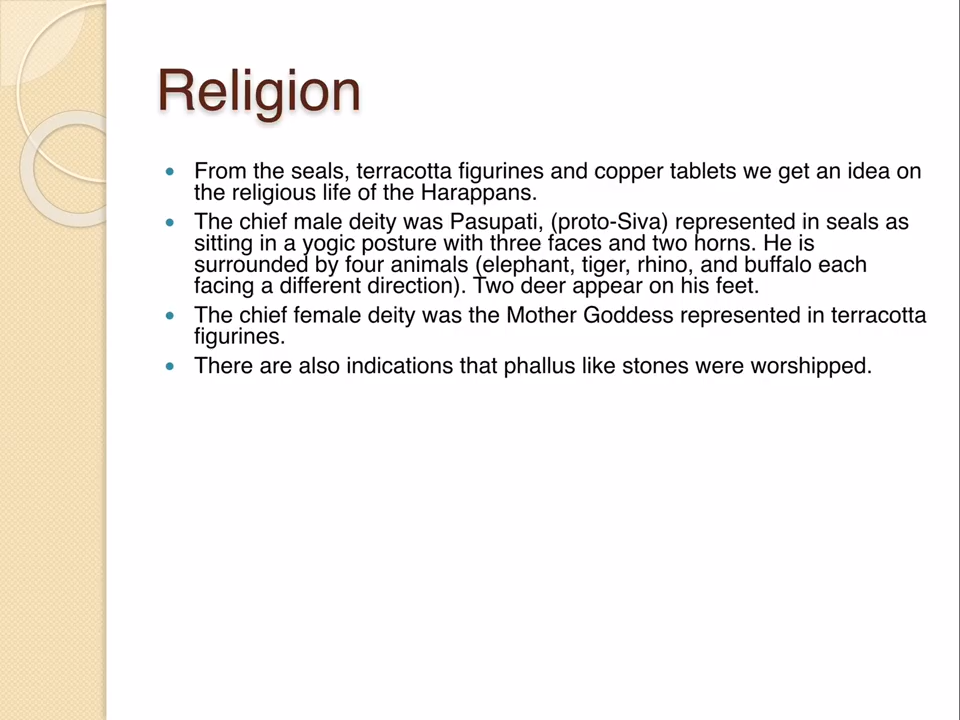 Religion
• From the seals, terracotta figurines and copper tablets we get an idea on
the religious life of the Harappans.
• The chief male deity was Pasupati, (proto-Siva) represented in seals as
sitting in a yogic posture with three faces and two horns. He is
surrounded by four animals (elephant, tiger, rhino, and buffalo each
facing a different direction). Two deer appear on his feet.
• The chief female deity was the Mother Goddess represented in terracotta
figurines.
• There are also indications that phallus like stones were worshipped.